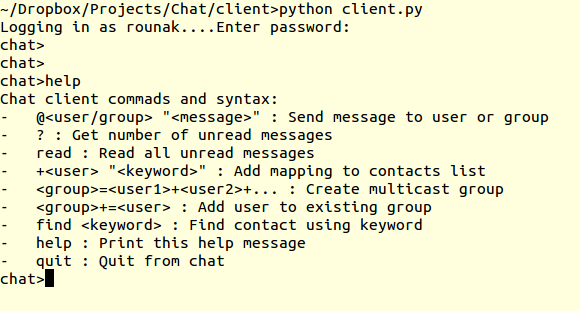 ~/Dropbox/Projects/Chat/client>python client.py
Logging in as rounak....Enter password:
chat>
chat>
chat>help
Chat client commads and syntax:
-   @<user/group> "<message>" : Send message to user or group
-   ? : Get number of unread messages
-   read : Read all unread messages
-   +<user> "<keyword>" : Add mapping to contacts list
-   <group>=<user1>+<user2>+... : Create multicast group
-   <group>+=<user> : Add user to existing group
-   find <keyword> : Find contact using keyword
-   help : Print this help message
-   quit : Quit from chat
chat>